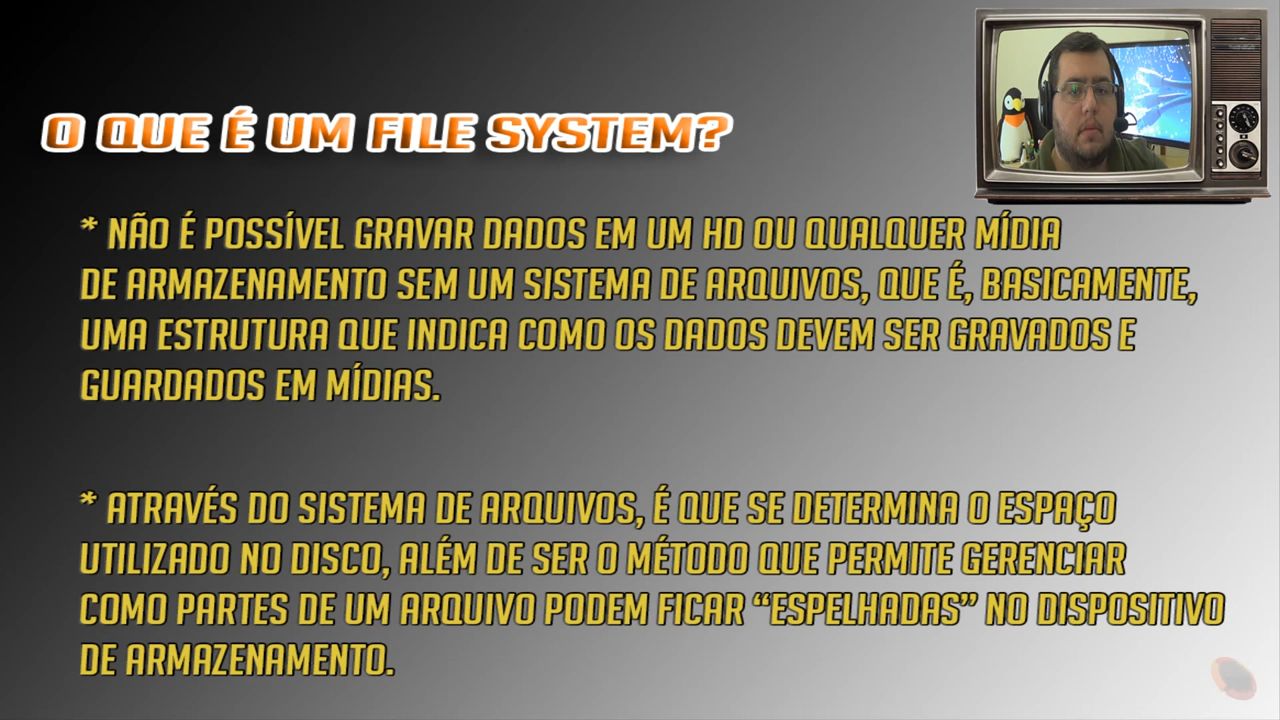 O QUE É UM FILE SYSTEM?
* NÃO É POSSÍVEL GRAVAR DADOS EM UM HD OU QUALQUER MÍDIA
DE ARMAZENAMENTO SEM UM SISTEMA DE ARQUIVOS, QUE É, BASICAMENTE,
UMA ESTRUTURA QUE INDICA COMO OS DADOS DEVEM SER GRAVADOS E
GUARDADOS EM MÍDIAS.
* ATRAVÉS DO SISTEMA DE ARQUIVOS, É QUE SE DETERMINA O ESPAÇO
UTILIZADO NO DISCO, ALÉM DE SER O MÉTODO QUE PERMITE GERENCIAR
COMO PARTES DE UM ARQUIVO PODEM FICAR “ESPELHADAS” NO DISPOSITIVO
DE ARMAZENAMENTO.